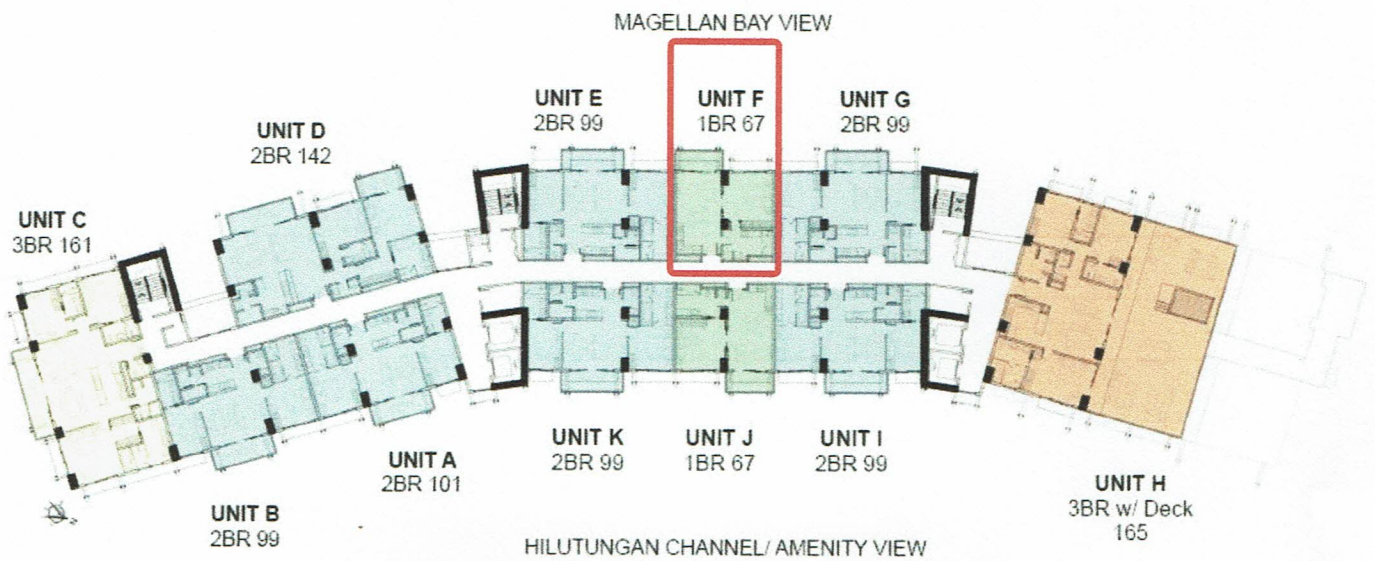 MAGELLAN BAY VIEW
UNIT E
2BR 99
UNIT F
1BR 67
UNIT G
2BR 99
UNIT D
2BR 142
UNIT C
3BR 161
UNIT K
2BR 99
UNIT J
1BR 67
UNIT I
2BR 99
UNIT A
2BR 101
UNIT B
2BR 99
UNIT H
3BR w/ Deck
165
HILUTUNGAN CHANNEL/ AMENITY VIEW